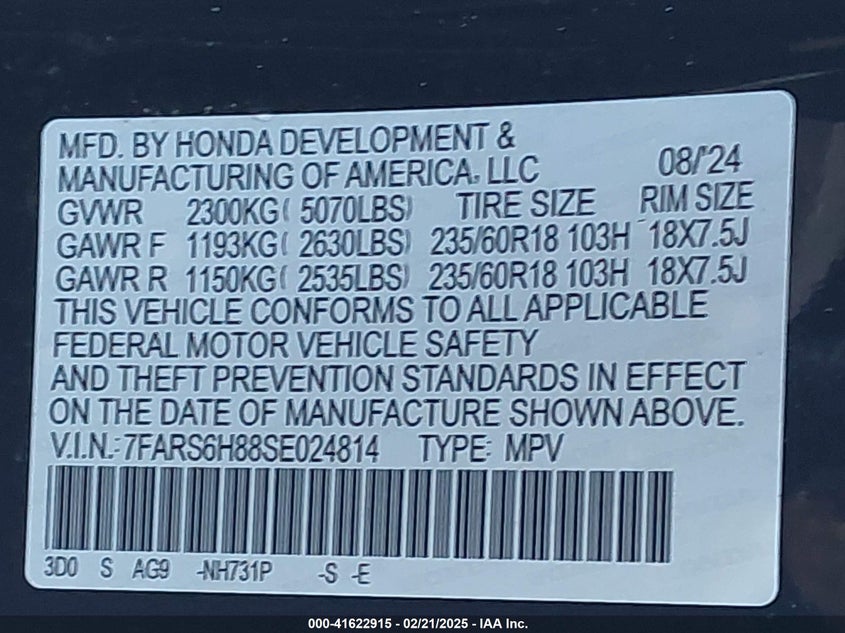 MFD. BY HONDA DEVELOPMENT &
MANUFACTURING OF AMERICA, LLC 08/'24
GVWR 2300KG( 5070LBS) TIRE SIZE RIM SIZE
GAWR F 1193KG( 2630LBS) 235/60R18 103H 18X7.5J
GAWR R 1150KG( 2535LBS) 235/60R18 103H 18X7.5J
THIS VEHICLE CONFORMS TO ALL APPLICABLE
FEDERAL MOTOR VEHICLE SAFETY
AND THEFT PREVENTION STANDARDS IN EFFECT
ON THE DATE OF MANUFACTURE SHOWN ABOVE.
V.I.N.:7FARS6H88SE024814 TYPE: MPV
3D0 S AG9 -NH731P -S -E
000-41622915 - 02/21/2025 - IAA Inc.